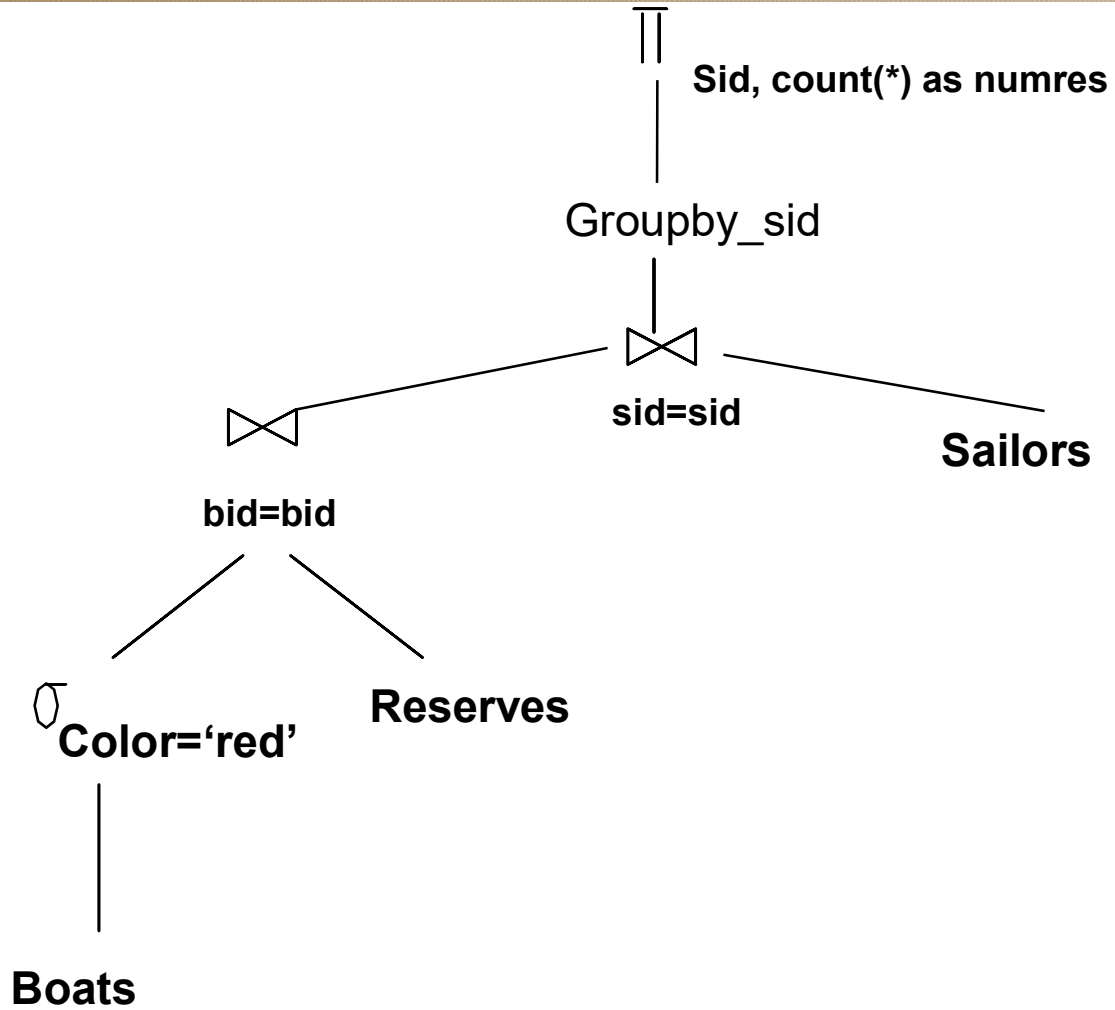 Sid, count(*) as numres
Groupby_sid
sid=sid
Sailors
bid=bid
Reserves
Color=‘red’
Boats